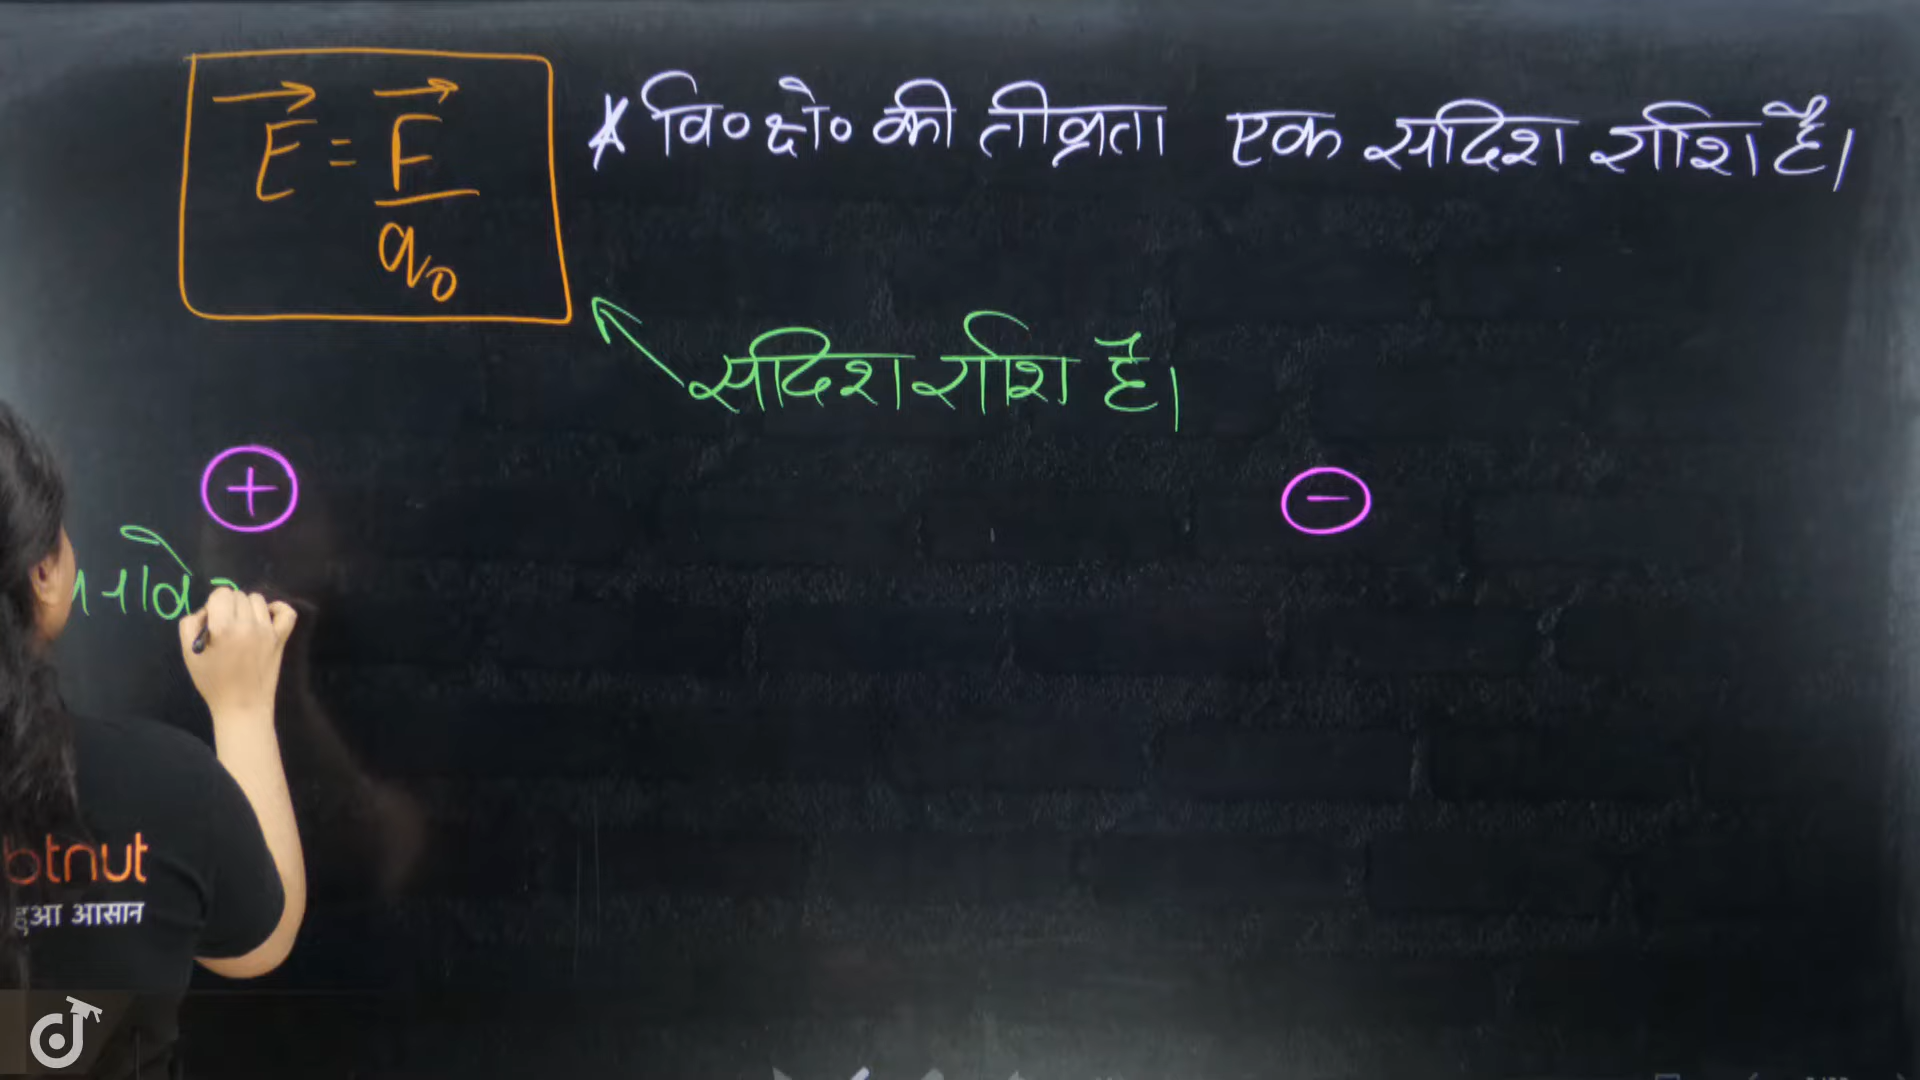 E = F
q₀
* वि० क्षे० की तीव्रता एक सदिश राशि है।
सदिश राशि है।
+
−
btnut
हुआ आसान